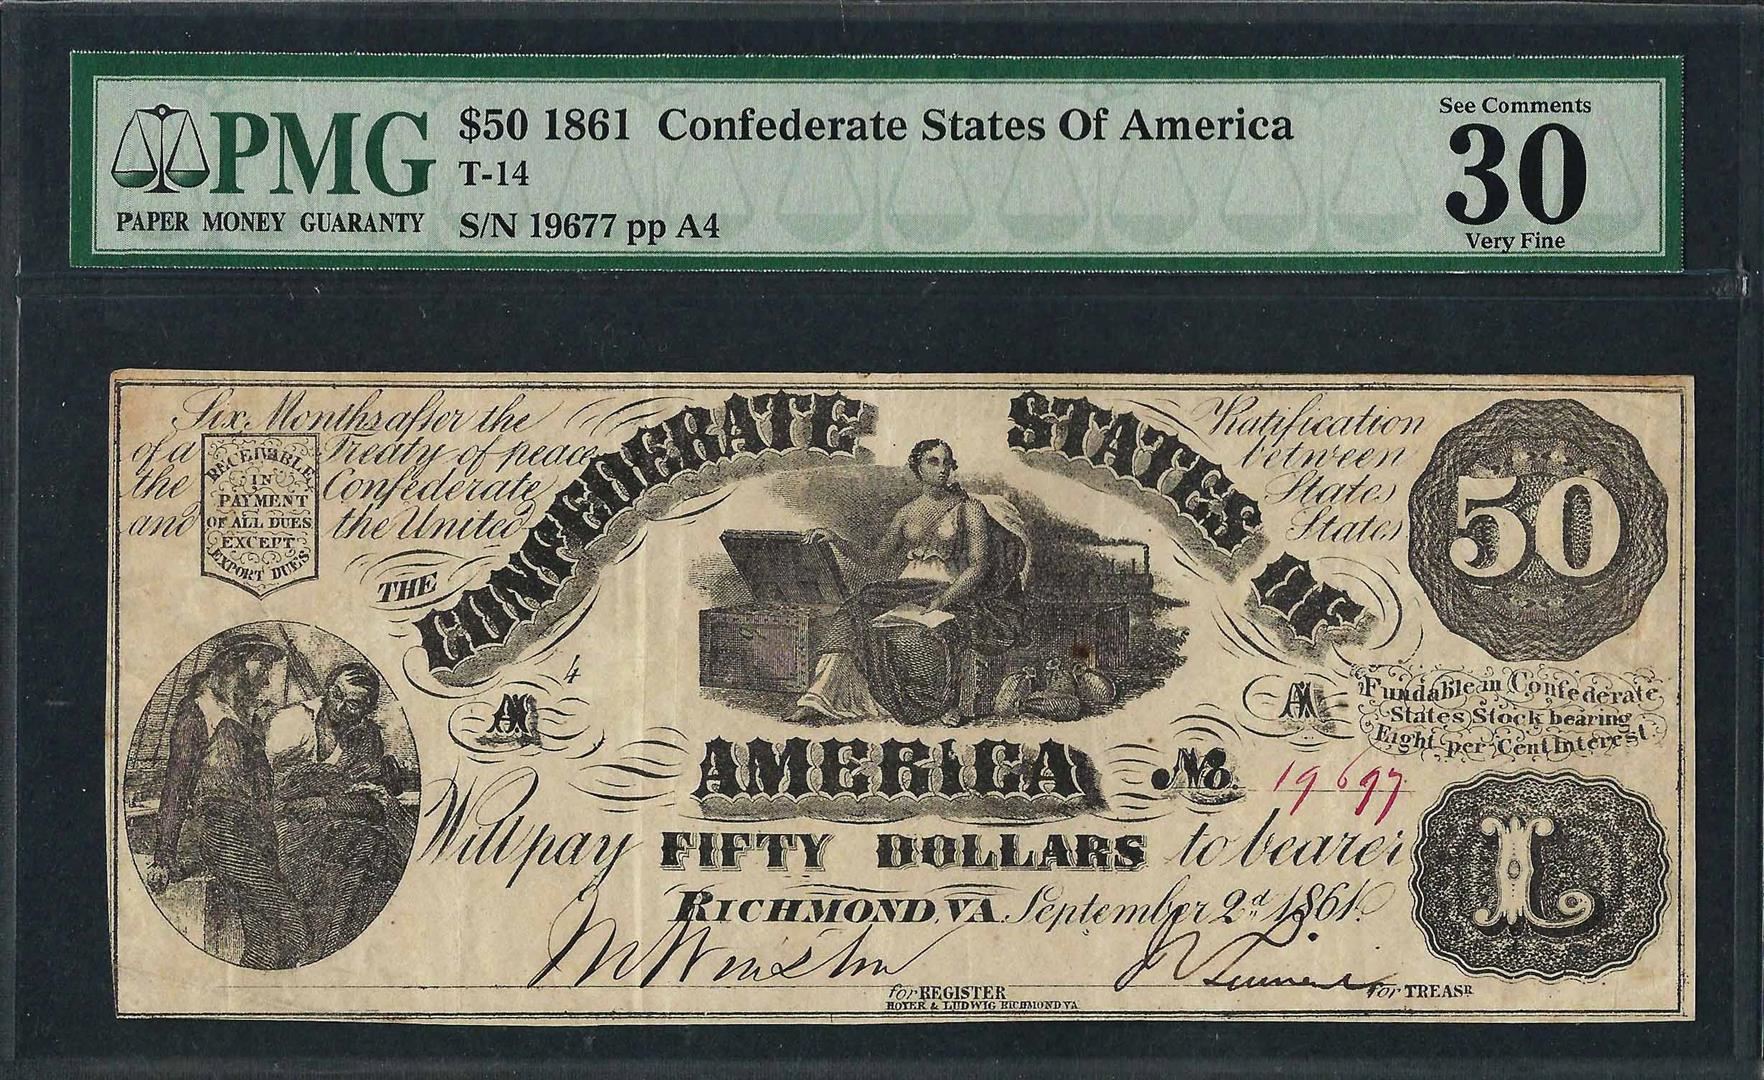 PMG
PAPER MONEY GUARANTY
$50 1861 Confederate States Of America
T-14
S/N 19677 pp A4
See Comments
30
Very Fine
Six Months after the Ratification
of a Treaty of peace between
the Confederate States
and the United States
RECEIVABLE
IN
PAYMENT
OF ALL DUES
EXCEPT
EXPORT DUES
50
THE CONFEDERATE STATES OF
4
A
A
Fundable in Confederate
States Stock bearing
Eight per Cent Interest.
AMERICA
No. 19677
Will pay FIFTY DOLLARS to bearer
RICHMOND, VA. September 2d 1861
L
for REGISTER
for TREASR
HOYER & LUDWIG RICHMOND VA